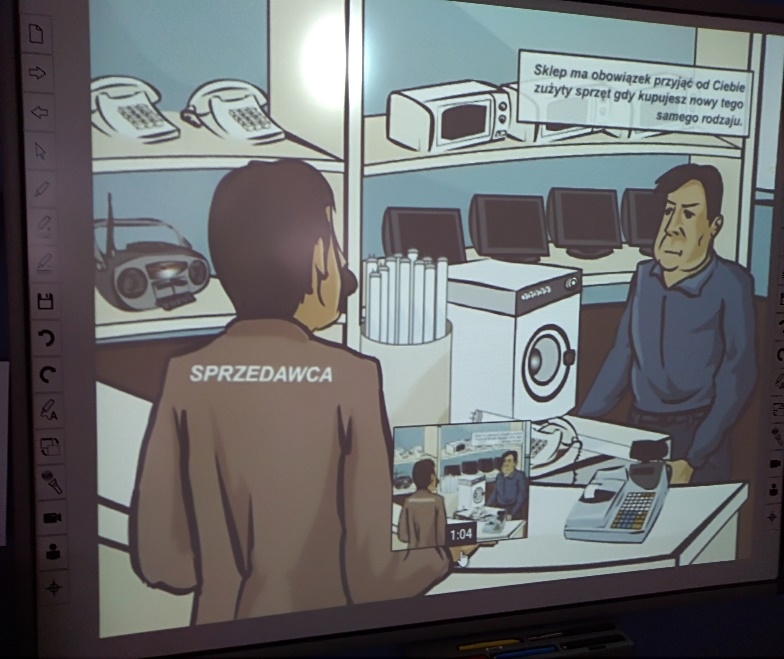 Sklep ma obowiązek przyjąć od Ciebie
zużyty sprzęt gdy kupujesz nowy tego
samego rodzaju.
SPRZEDAWCA
1:04